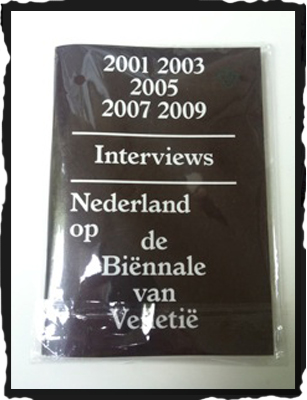 2001 2003
2005
2007 2009
Interviews
Nederland
op
de
Biënnale
van
Venetië